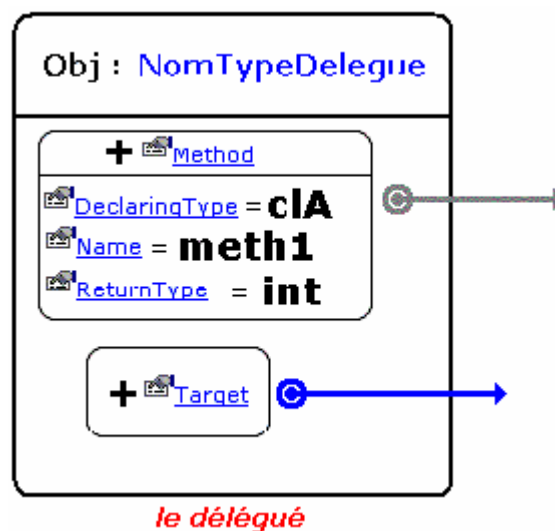 Obj : NomTypeDelegue
+ Method
DeclaringType = clA
Name = meth1
ReturnType = int
+ Target
le délégué